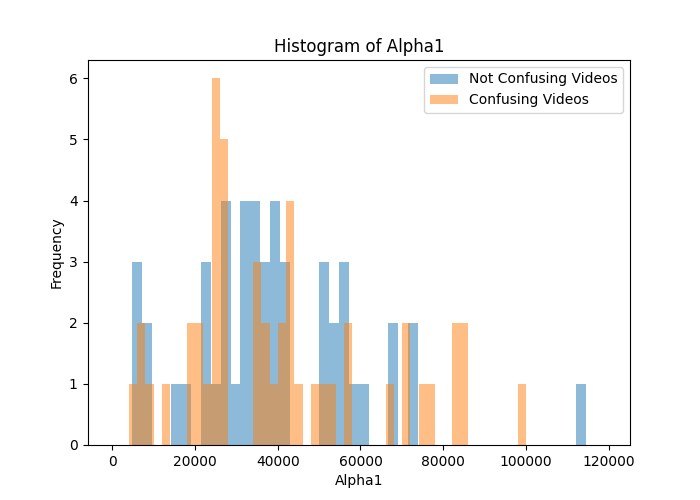 Histogram of Alpha1
Not Confusing Videos
Confusing Videos
6
5
4
3
2
1
0
Frequency
0 20000 40000 60000 80000 100000 120000
Alpha1